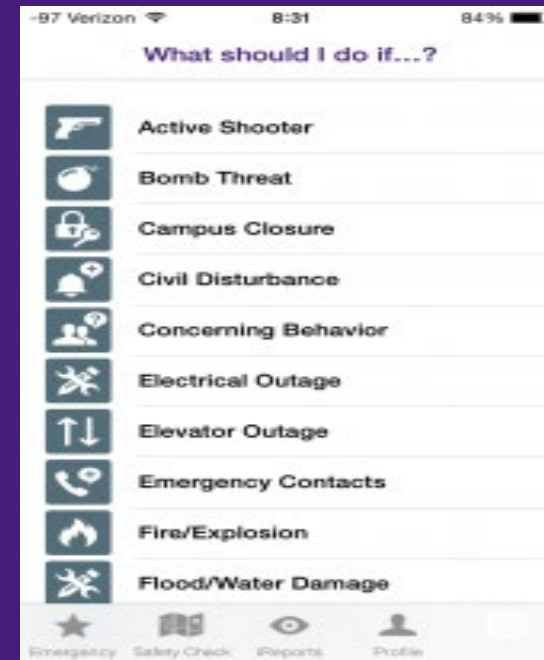 -97 Verizon 8:31 84%
What should I do if...?
Active Shooter
Bomb Threat
Campus Closure
Civil Disturbance
Concerning Behavior
Electrical Outage
Elevator Outage
Emergency Contacts
Fire/Explosion
Flood/Water Damage
Emergency Safety Check iReports Profile